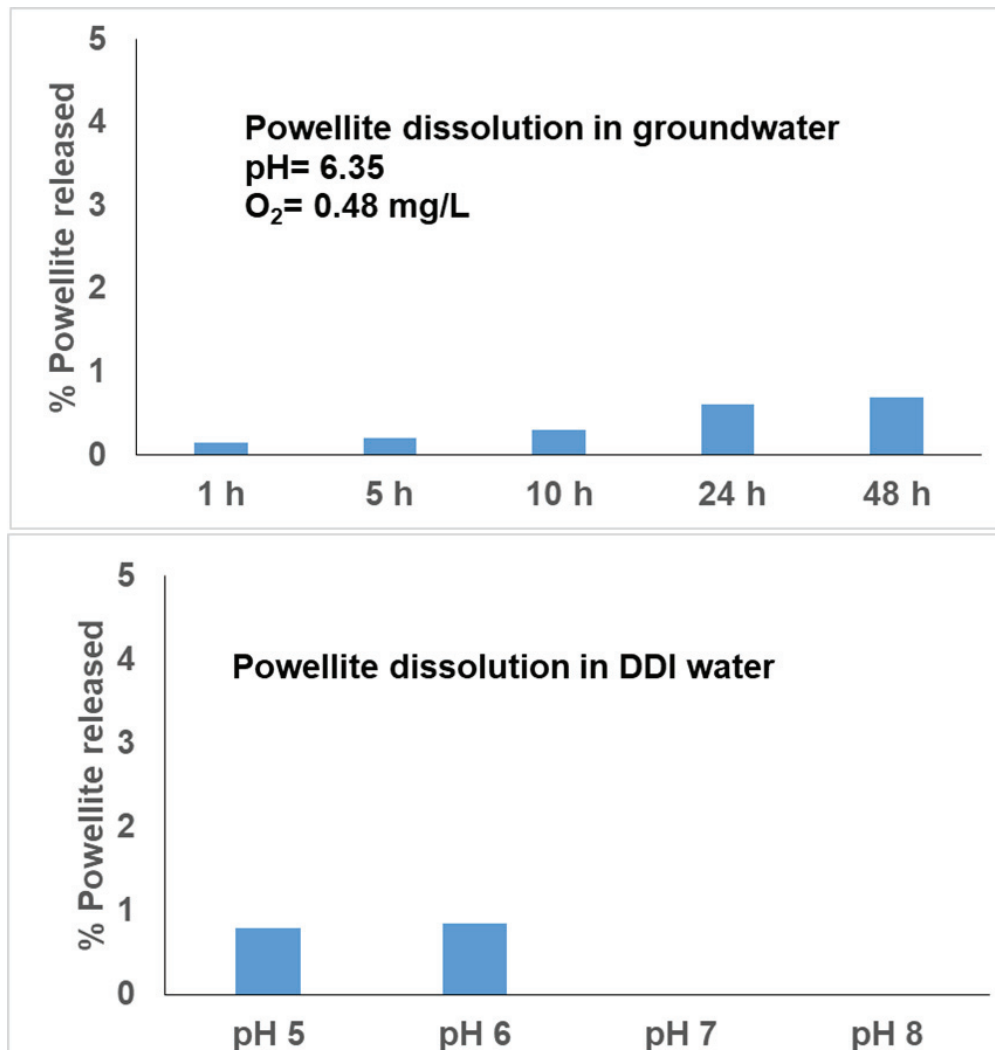 5
4
3
2
1
0
% Powellite released
Powellite dissolution in groundwater
pH= 6.35
O₂= 0.48 mg/L
1 h 5 h 10 h 24 h 48 h
5
4
3
2
1
0
% Powellite released
Powellite dissolution in DDI water
pH 5 pH 6 pH 7 pH 8